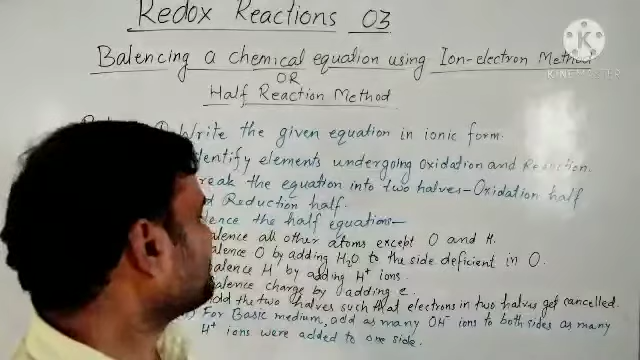 Redox Reactions 03
Balencing a chemical equation using Ion-electron Method
KINEMASTER
OR
Half Reaction Method
Write the given equation in ionic form.
dentify elements undergoing oxidation and Reduction.
reak the equation into two halves - Oxidation half
d Reduction half.
lence the half equations-
alence all other atoms except O and H.
alence O by adding H2O to the side deficient in O.
alence H by adding H+ ions.
alence charge by adding e.
dd the two halves such that electrons in two halves get cancelled.
For Basic medium, add as many OH- ions to both sides as many
H+ ions were added to one side.